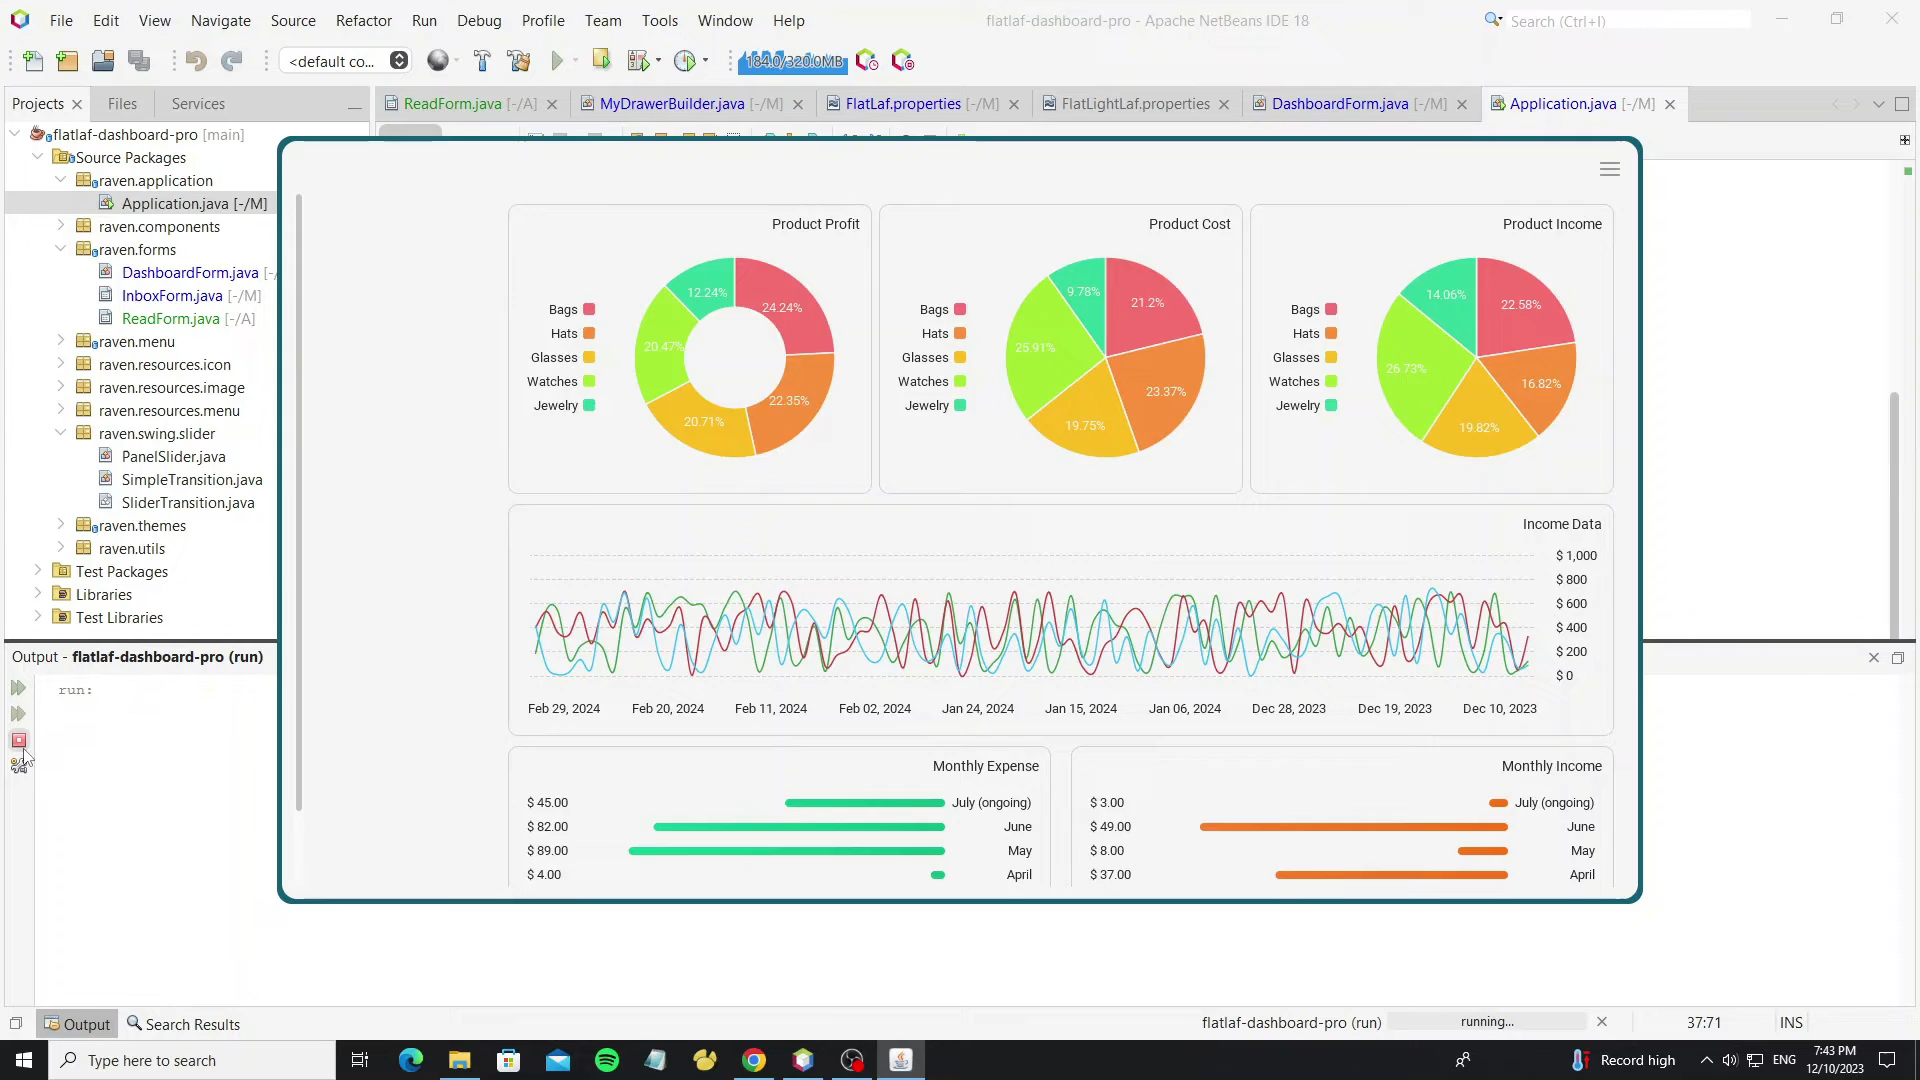 File Edit View Navigate Source Refactor Run Debug Profile Team Tools Window Help
flatlaf-dashboard-pro - Apache NetBeans IDE 18
Search (Ctrl+I)
<default co...
184.0/320.0MB
Projects Files Services
ReadForm.java [-/A] MyDrawerBuilder.java [-/M] FlatLaf.properties [-/M] FlatLightLaf.properties DashboardForm.java [-/M] Application.java [-/M]
flatlaf-dashboard-pro [main]
Source Packages
raven.application
Application.java [-/M]
raven.components
raven.forms
DashboardForm.java [-/
InboxForm.java [-/M]
ReadForm.java [-/A]
raven.menu
raven.resources.icon
raven.resources.image
raven.resources.menu
raven.swing.slider
PanelSlider.java
SimpleTransition.java
SliderTransition.java
raven.themes
raven.utils
Test Packages
Libraries
Test Libraries
Product Profit
Bags
Hats
Glasses
Watches
Jewelry
12.24%
24.24%
20.47%
22.35%
20.71%
Product Cost
Bags
Hats
Glasses
Watches
Jewelry
9.78%
21.2%
25.91%
23.37%
19.75%
Product Income
Bags
Hats
Glasses
Watches
Jewelry
14.06%
22.58%
26.73%
16.82%
19.82%
Income Data
$ 1,000
$ 800
$ 600
$ 400
$ 200
$ 0
Feb 29, 2024 Feb 20, 2024 Feb 11, 2024 Feb 02, 2024 Jan 24, 2024 Jan 15, 2024 Jan 06, 2024 Dec 28, 2023 Dec 19, 2023 Dec 10, 2023
Monthly Expense
$ 45.00 July (ongoing)
$ 82.00 June
$ 89.00 May
$ 4.00 April
Monthly Income
$ 3.00 July (ongoing)
$ 49.00 June
$ 8.00 May
$ 37.00 April
Output - flatlaf-dashboard-pro (run)
run:
Output Search Results
flatlaf-dashboard-pro (run) running... 37:71 INS
Type here to search
Record high
ENG
7:43 PM
12/10/2023